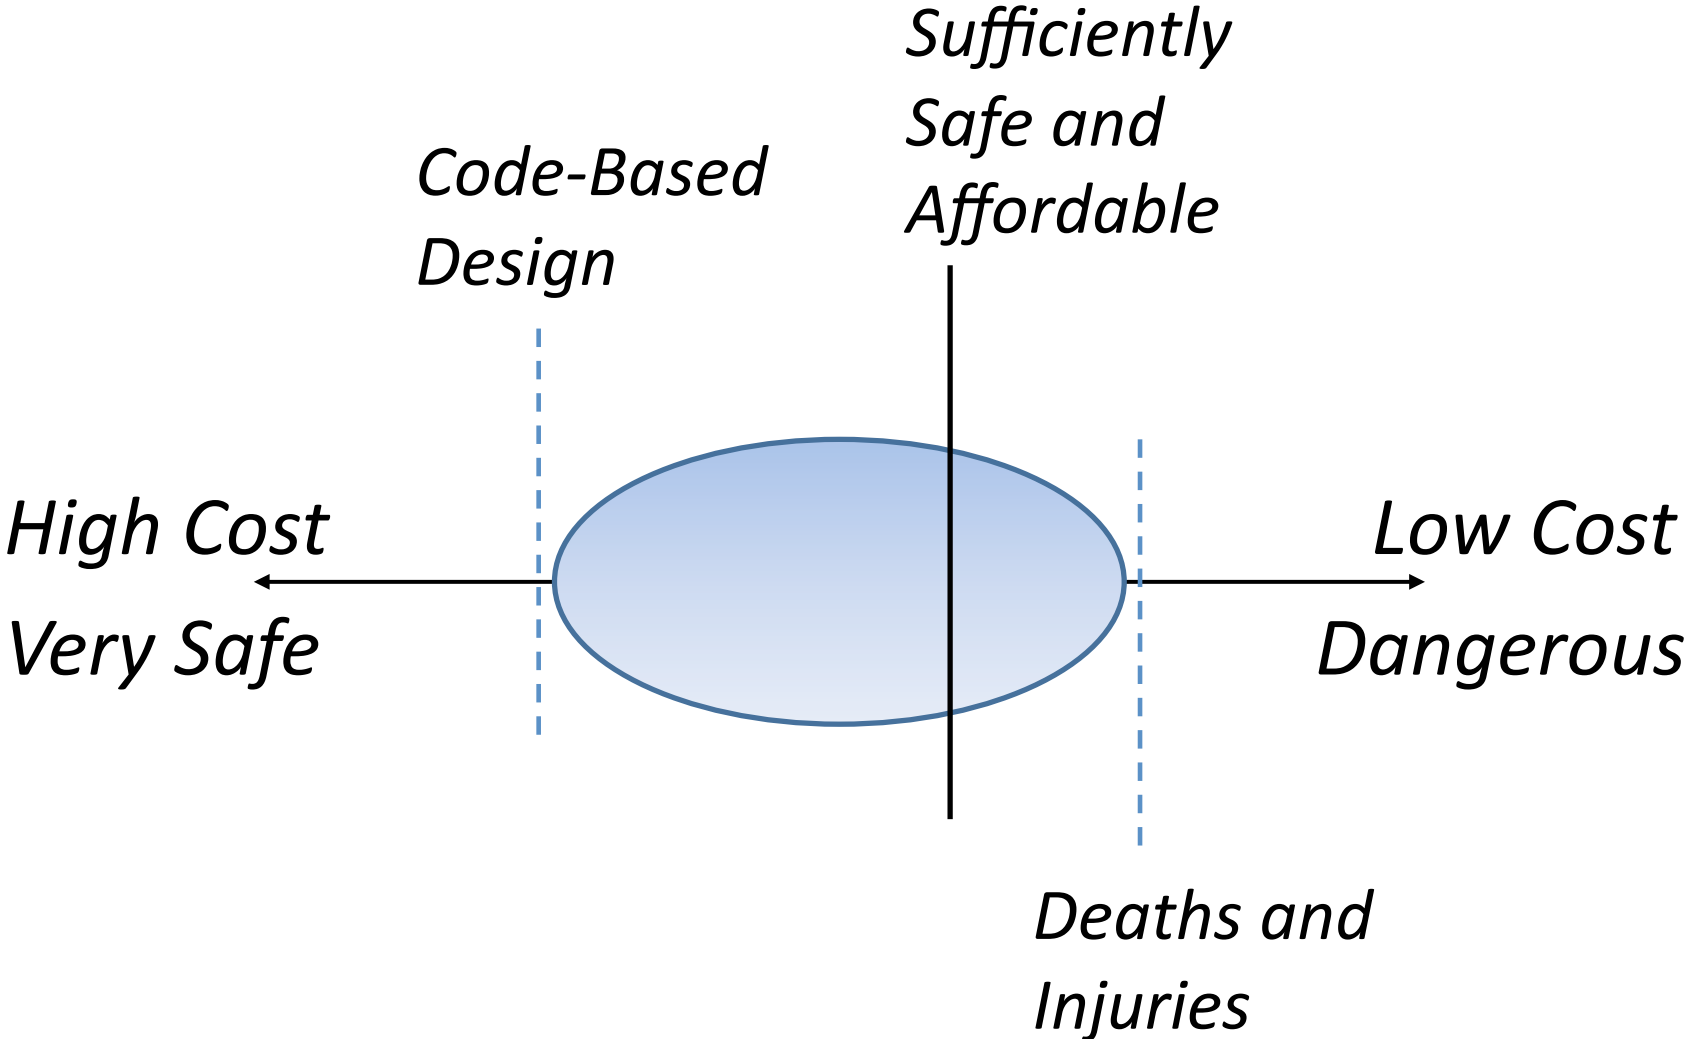 Sufficiently
Safe and
Affordable
Code-Based
Design
High Cost
Very Safe
Low Cost
Dangerous
Deaths and
Injuries